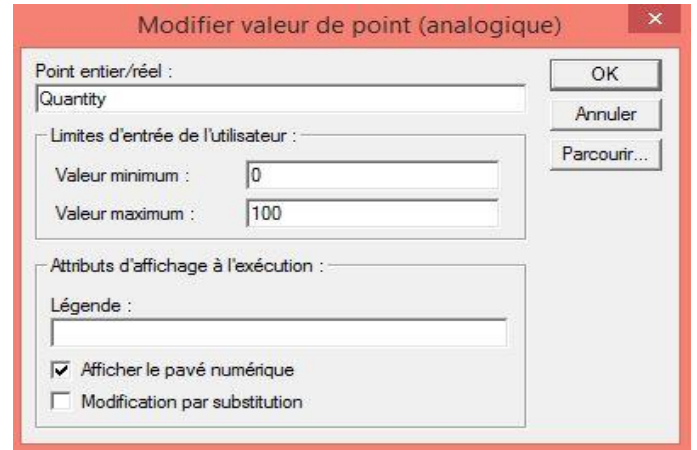 Modifier valeur de point (analogique)
Point entier/réel :
OK
Quantity
Annuler
Limites d'entrée de l'utilisateur :
Parcourir...
Valeur minimum :
0
Valeur maximum :
100
Attributs d'affichage à l'exécution :
Légende :
Afficher le pavé numérique
Modification par substitution